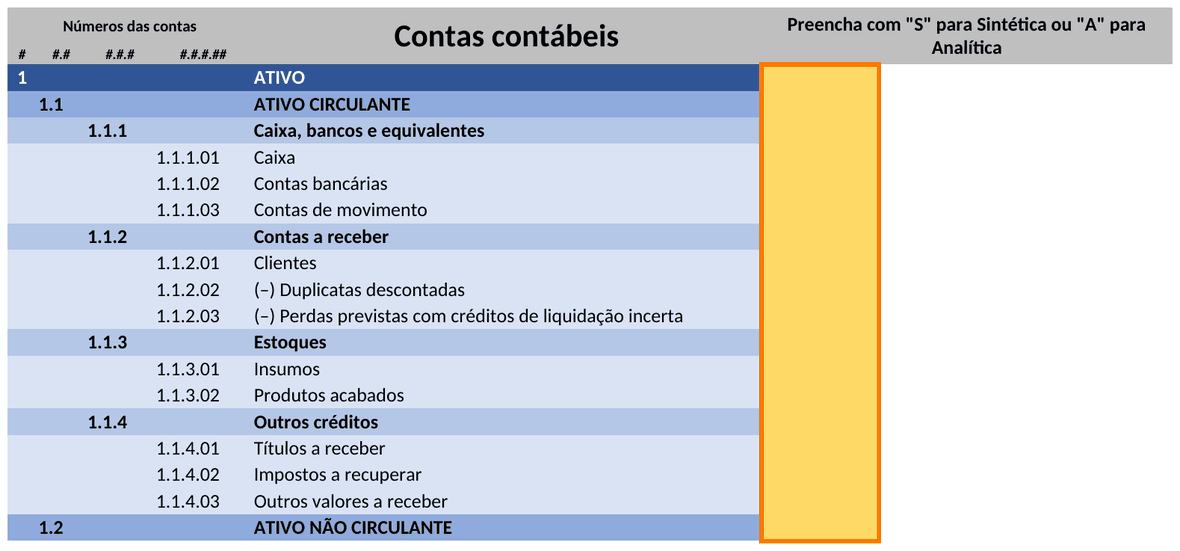 Números das contas
# #.# #.#.# #.#.#.##
Contas contábeis
Preencha com "S" para Sintética ou "A" para
Analítica
1 ATIVO
1.1 ATIVO CIRCULANTE
1.1.1 Caixa, bancos e equivalentes
1.1.1.01 Caixa
1.1.1.02 Contas bancárias
1.1.1.03 Contas de movimento
1.1.2 Contas a receber
1.1.2.01 Clientes
1.1.2.02 (–) Duplicatas descontadas
1.1.2.03 (–) Perdas previstas com créditos de liquidação incerta
1.1.3 Estoques
1.1.3.01 Insumos
1.1.3.02 Produtos acabados
1.1.4 Outros créditos
1.1.4.01 Títulos a receber
1.1.4.02 Impostos a recuperar
1.1.4.03 Outros valores a receber
1.2 ATIVO NÃO CIRCULANTE